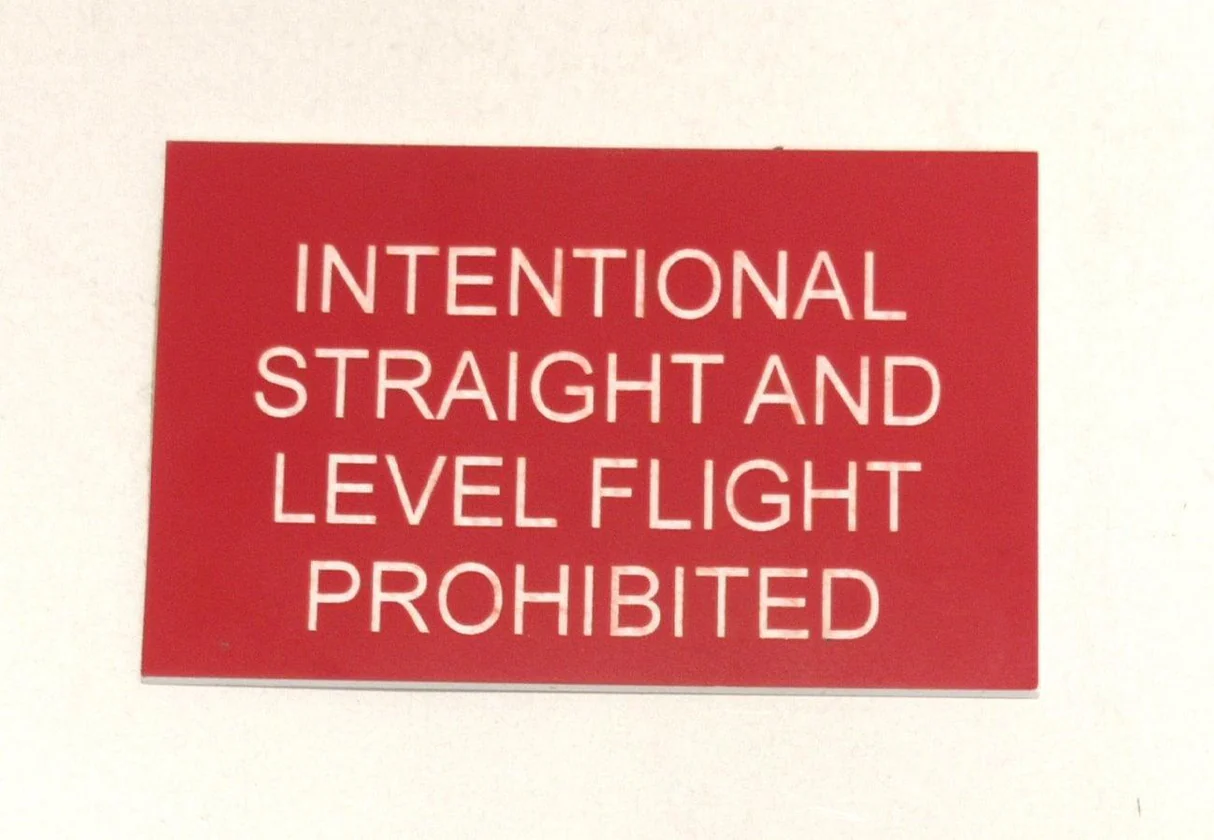 INTENTIONAL
STRAIGHT AND
LEVEL FLIGHT
PROHIBITED